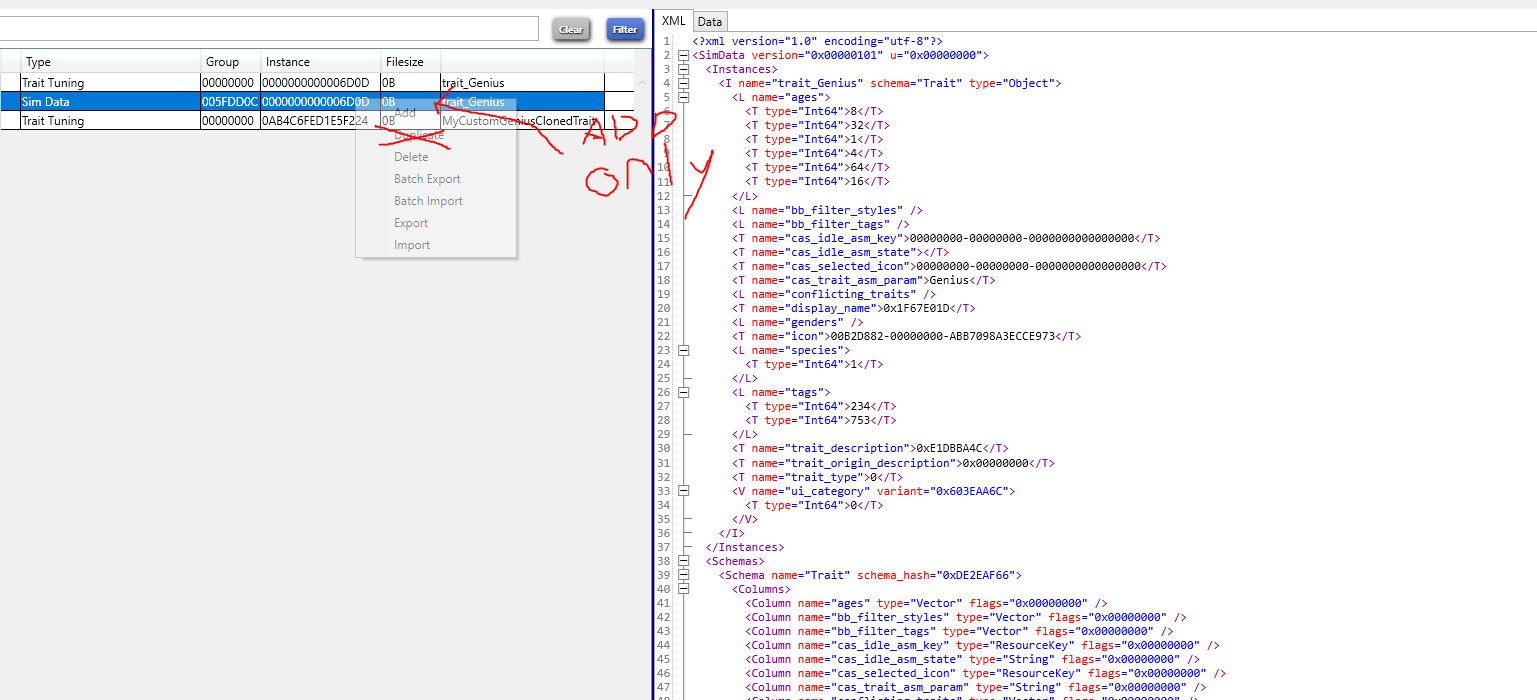 Clear
Filter
Type Group Instance Filesize
Trait Tuning 00000000 0000000000006D0D 0B trait_Genius
Sim Data 005FDD0C 0000000000006D0D 0B trait_Genius
Trait Tuning 00000000 0AB4C6FED1E5F224 0B MyCustomGeniusClonedTrait
Add
Duplicate
Delete
Batch Export
Batch Import
Export
Import
ADD
ONLY
XML Data
1 <?xml version="1.0" encoding="utf-8"?>
2 <SimData version="0x00000101" u="0x00000000">
3 <Instances>
4 <I name="trait_Genius" schema="Trait" type="Object">
5 <L name="ages">
6 <T type="Int64">8</T>
7 <T type="Int64">32</T>
8 <T type="Int64">1</T>
9 <T type="Int64">4</T>
10 <T type="Int64">64</T>
11 <T type="Int64">16</T>
12 </L>
13 <L name="bb_filter_styles" />
14 <L name="bb_filter_tags" />
15 <T name="cas_idle_asm_key">00000000-00000000-0000000000000000</T>
16 <T name="cas_idle_asm_state"></T>
17 <T name="cas_selected_icon">00000000-00000000-0000000000000000</T>
18 <T name="cas_trait_asm_param">Genius</T>
19 <L name="conflicting_traits" />
20 <T name="display_name">0x1F67E01D</T>
21 <L name="genders" />
22 <T name="icon">00B2D882-00000000-ABB7098A3ECCE973</T>
23 <L name="species">
24 <T type="Int64">1</T>
25 </L>
26 <L name="tags">
27 <T type="Int64">234</T>
28 <T type="Int64">753</T>
29 </L>
30 <T name="trait_description">0xE1DBBA4C</T>
31 <T name="trait_origin_description">0x00000000</T>
32 <T name="trait_type">0</T>
33 <V name="ui_category" variant="0x603EAA6C">
34 <T type="Int64">0</T>
35 </V>
36 </I>
37 </Instances>
38 <Schemas>
39 <Schema name="Trait" schema_hash="0xDE2EAF66">
40 <Columns>
41 <Column name="ages" type="Vector" flags="0x00000000" />
42 <Column name="bb_filter_styles" type="Vector" flags="0x00000000" />
43 <Column name="bb_filter_tags" type="Vector" flags="0x00000000" />
44 <Column name="cas_idle_asm_key" type="ResourceKey" flags="0x00000000" />
45 <Column name="cas_idle_asm_state" type="String" flags="0x00000000" />
46 <Column name="cas_selected_icon" type="ResourceKey" flags="0x00000000" />
47 <Column name="cas_trait_asm_param" type="String" flags="0x00000000" />